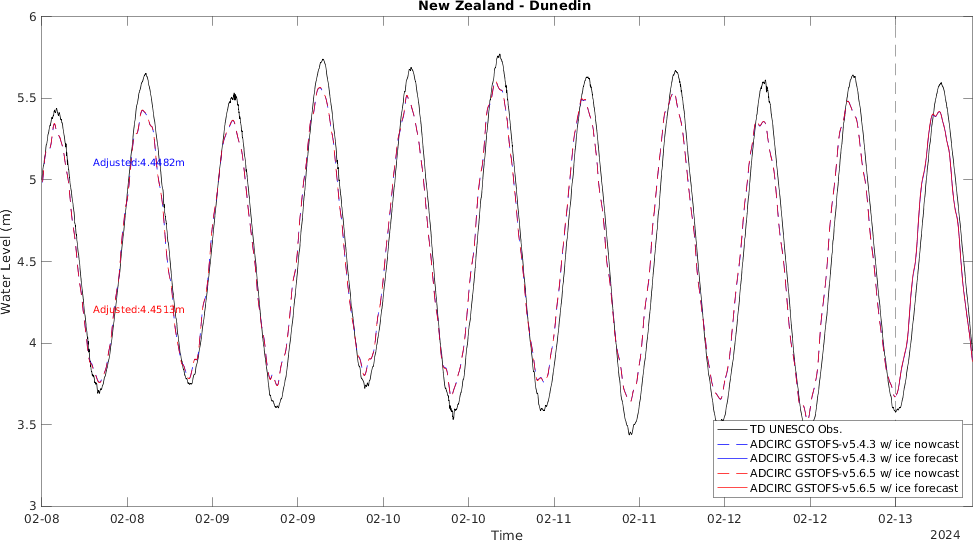 New Zealand - Dunedin
6
5.5
5
4.5
4
3.5
3
Water Level (m)
Adjusted:4.4482m
Adjusted:4.4513m
TD UNESCO Obs.
ADCIRC GSTOFS-v5.4.3 w/ ice nowcast
ADCIRC GSTOFS-v5.4.3 w/ ice forecast
ADCIRC GSTOFS-v5.6.5 w/ ice nowcast
ADCIRC GSTOFS-v5.6.5 w/ ice forecast
02-08 02-08 02-09 02-09 02-10 02-10 02-11 02-11 02-12 02-12 02-13
Time
2024